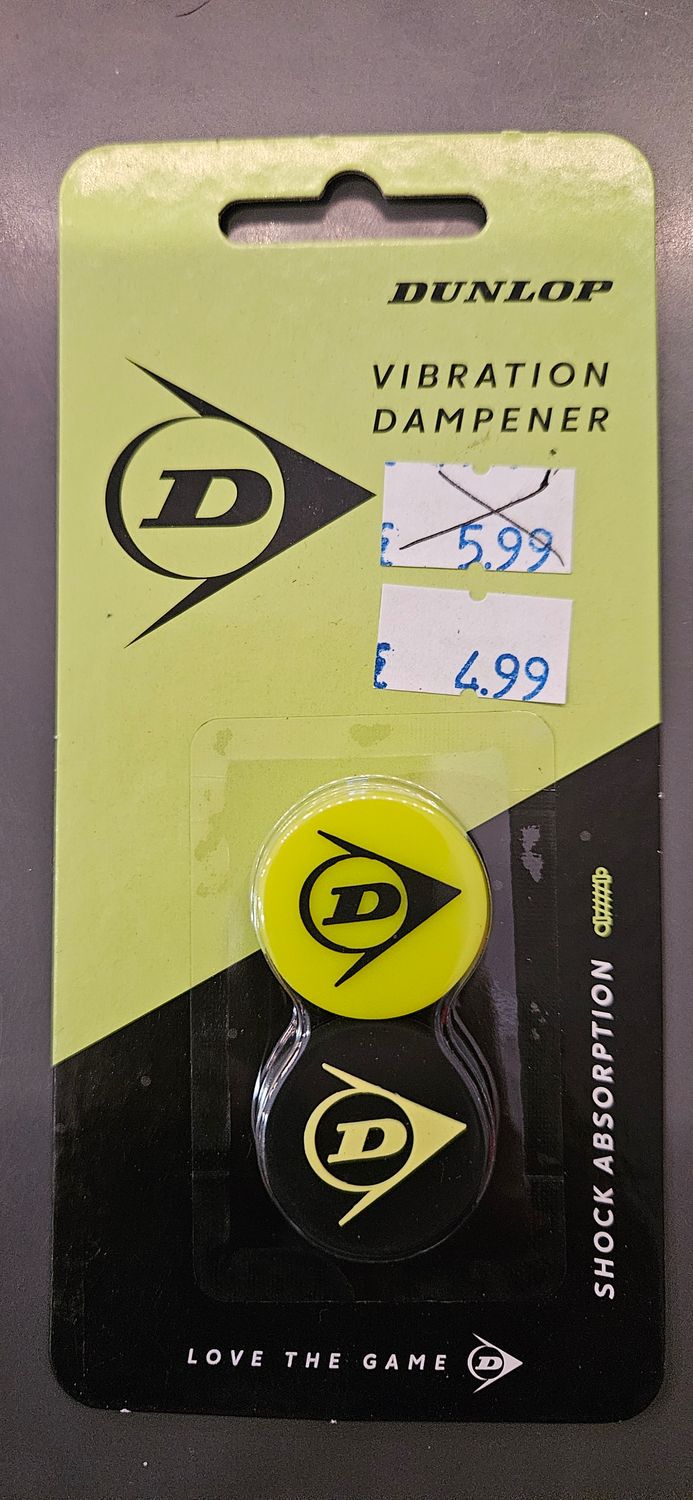 DUNLOP
VIBRATION
DAMPENER
D
5.99
4.99
D
D
SHOCK ABSORPTION
LOVE THE GAME D